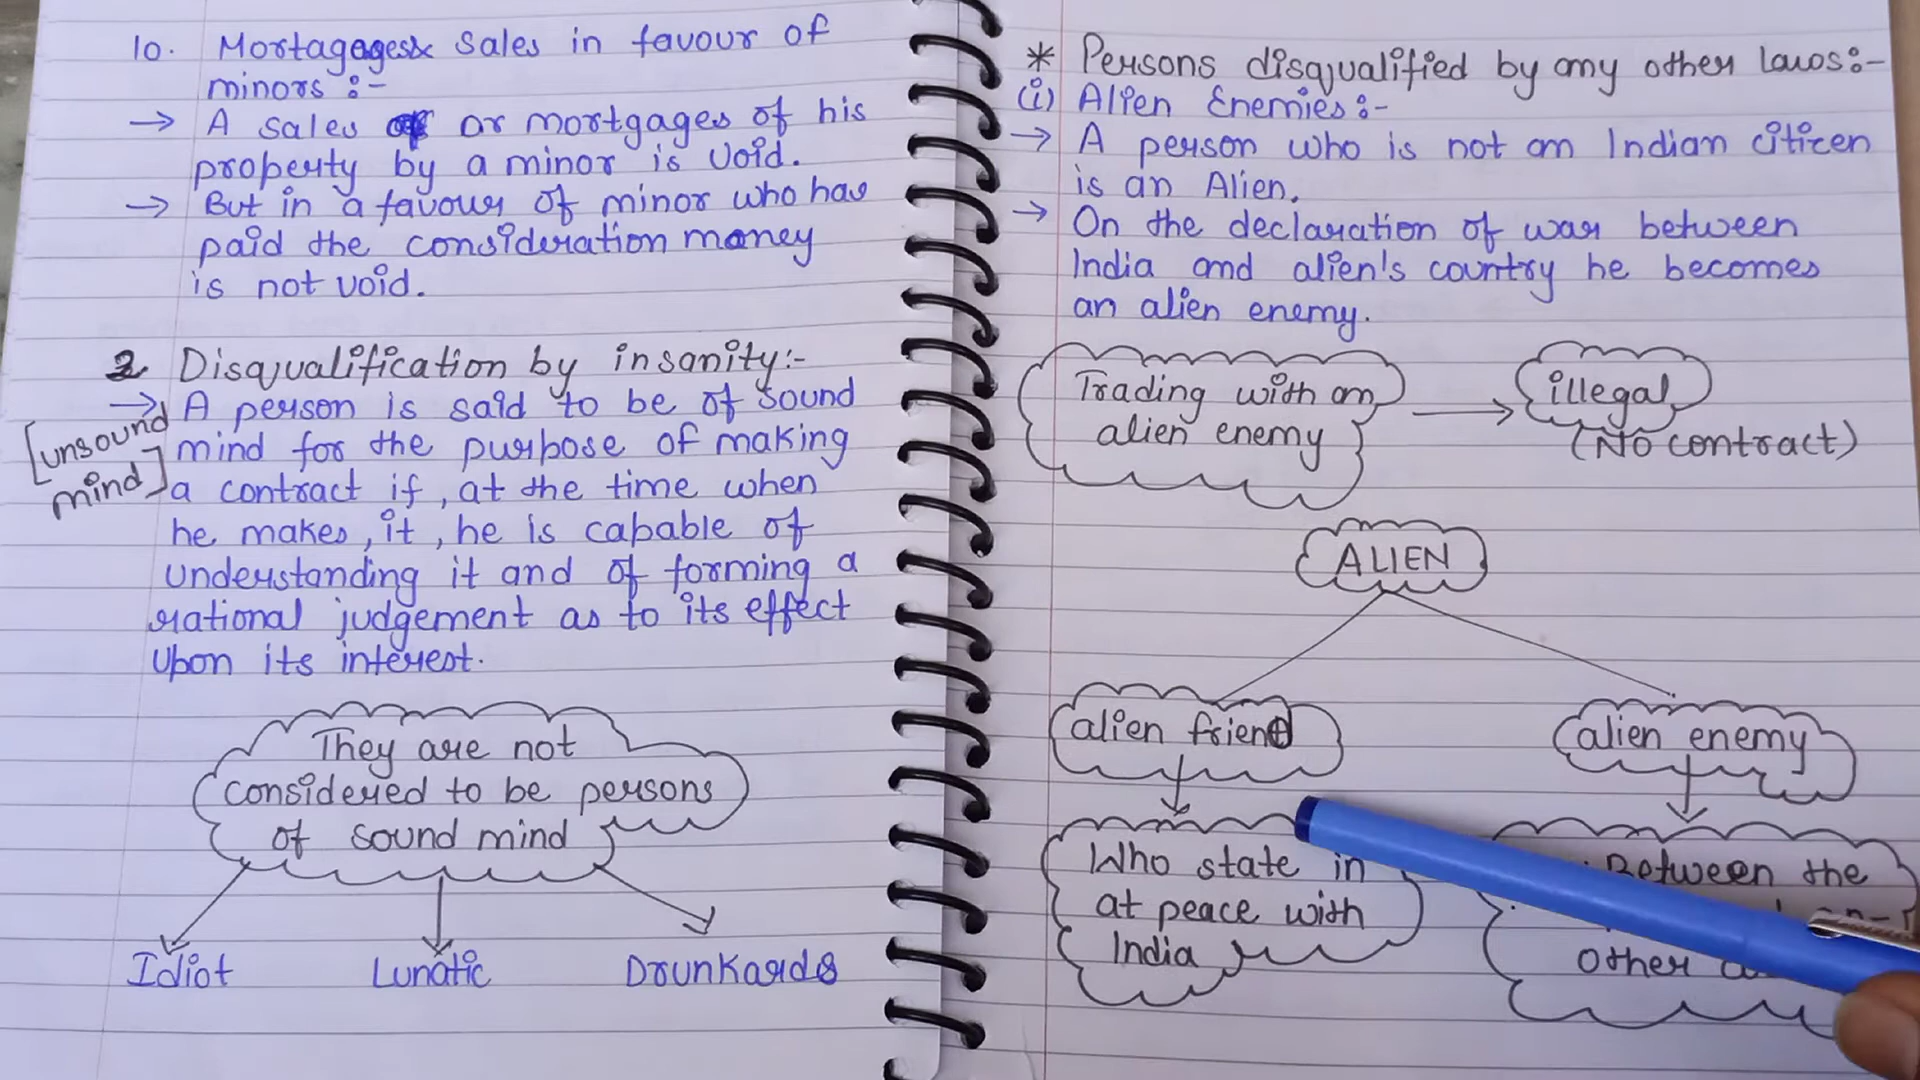 10. Mortagages& Sales in favour of
minors :-
→ A sales or mortgages of his
property by a minor is void.
→ But in a favour of minor who has
paid the consideration money
is not void.
2 Disqualification by insanity:-
→ A person is said to be of sound
[unsound mind]
mind for the purpose of making
a contract if, at the time when
he makes, it, he is capable of
understanding it and of forming a
rational judgement as to its effect
upon its interest.
They are not
considered to be persons
of sound mind
Idiot Lunatic Drunkards
* Persons disqualified by any other laws:-
(i) Alien Enemies:-
→ A person who is not an Indian citizen
is an Alien.
→ On the declaration of war between
India and alien's country he becomes
an alien enemy.
Trading with an
alien enemy
→ illegal
(No contract)
ALIEN
alien friend
alien enemy
Who state in
at peace with
India
Between the
other